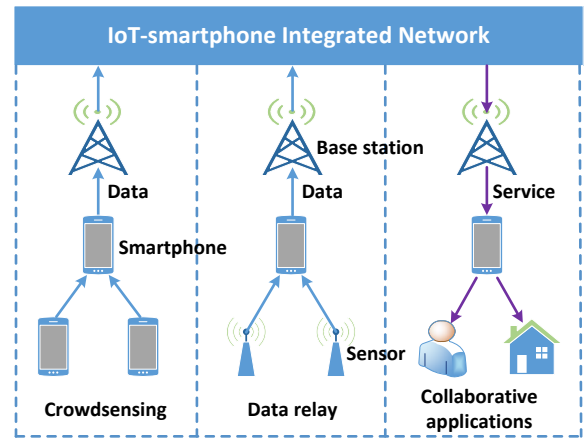 IoT-smartphone Integrated Network
Base station
Data
Data
Service
Smartphone
Sensor
Crowdsensing
Data relay
Collaborative
applications